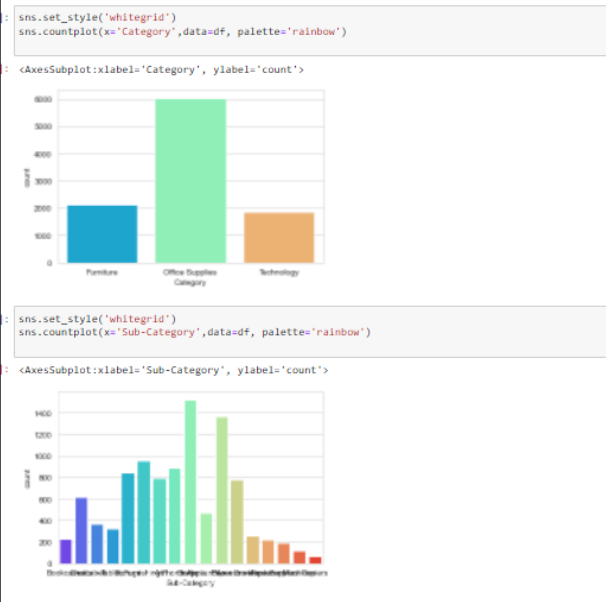 ]: sns.set_style('whitegrid')
sns.countplot(x='Category',data=df, palette='rainbow')
]: <AxesSubplot:xlabel='Category', ylabel='count'>
6000
5000
4000
3000
2000
1000
0
count
Furniture Office Supplies Technology
Category
]: sns.set_style('whitegrid')
sns.countplot(x='Sub-Category',data=df, palette='rainbow')
]: <AxesSubplot:xlabel='Sub-Category', ylabel='count'>
1400
1200
1000
800
600
400
200
0
count
Sub-Category